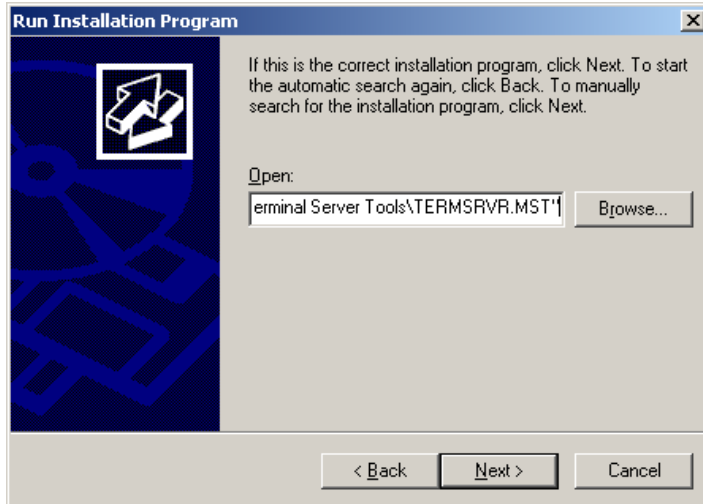 Run Installation Program
If this is the correct installation program, click Next. To start
the automatic search again, click Back. To manually
search for the installation program, click Next.
Open:
erminal Server Tools\TERMSRVR.MST"
Browse...
< Back
Next >
Cancel